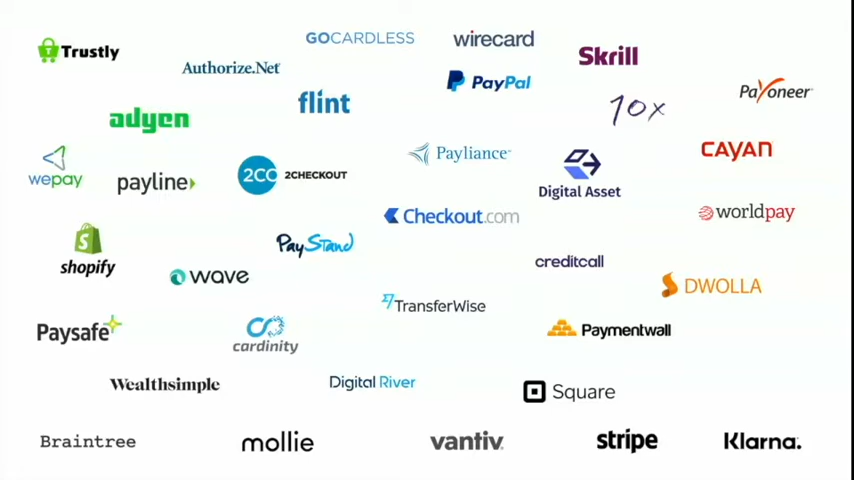 GOCARDLESS
wirecard
Trustly
Authorize.Net
Skrill
PayPal
Payoneer
flint
10x
adyen
Payliance
CAYAN
wepay
payline
2CO 2CHECKOUT
Digital Asset
Checkout.com
worldpay
PayStand
shopify
wave
creditcall
DWOLLA
TransferWise
Paysafe
cardinity
Paymentwall
Wealthsimple
Digital River
Square
Braintree
mollie
vantiv
stripe
Klarna.